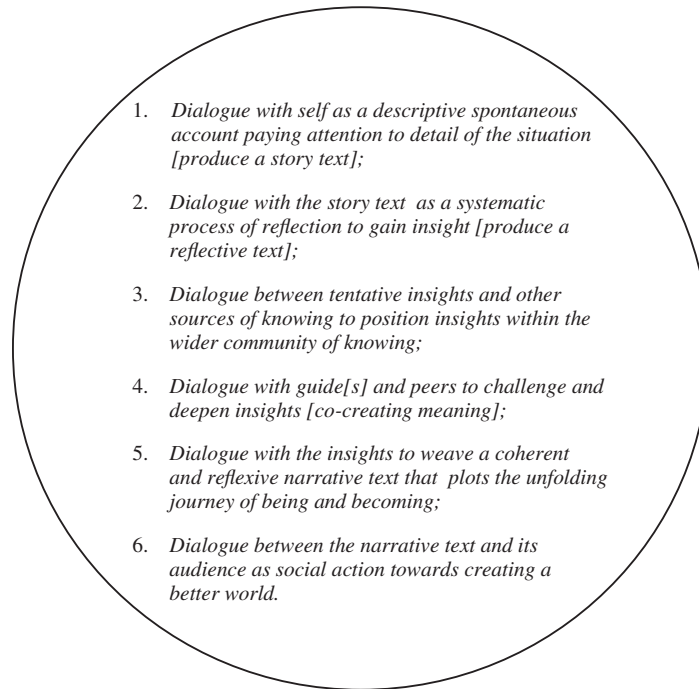 1. Dialogue with self as a descriptive spontaneous
account paying attention to detail of the situation
[produce a story text];
2. Dialogue with the story text as a systematic
process of reflection to gain insight [produce a
reflective text];
3. Dialogue between tentative insights and other
sources of knowing to position insights within the
wider community of knowing;
4. Dialogue with guide[s] and peers to challenge and
deepen insights [co-creating meaning];
5. Dialogue with the insights to weave a coherent
and reflexive narrative text that plots the unfolding
journey of being and becoming;
6. Dialogue between the narrative text and its
audience as social action towards creating a
better world.